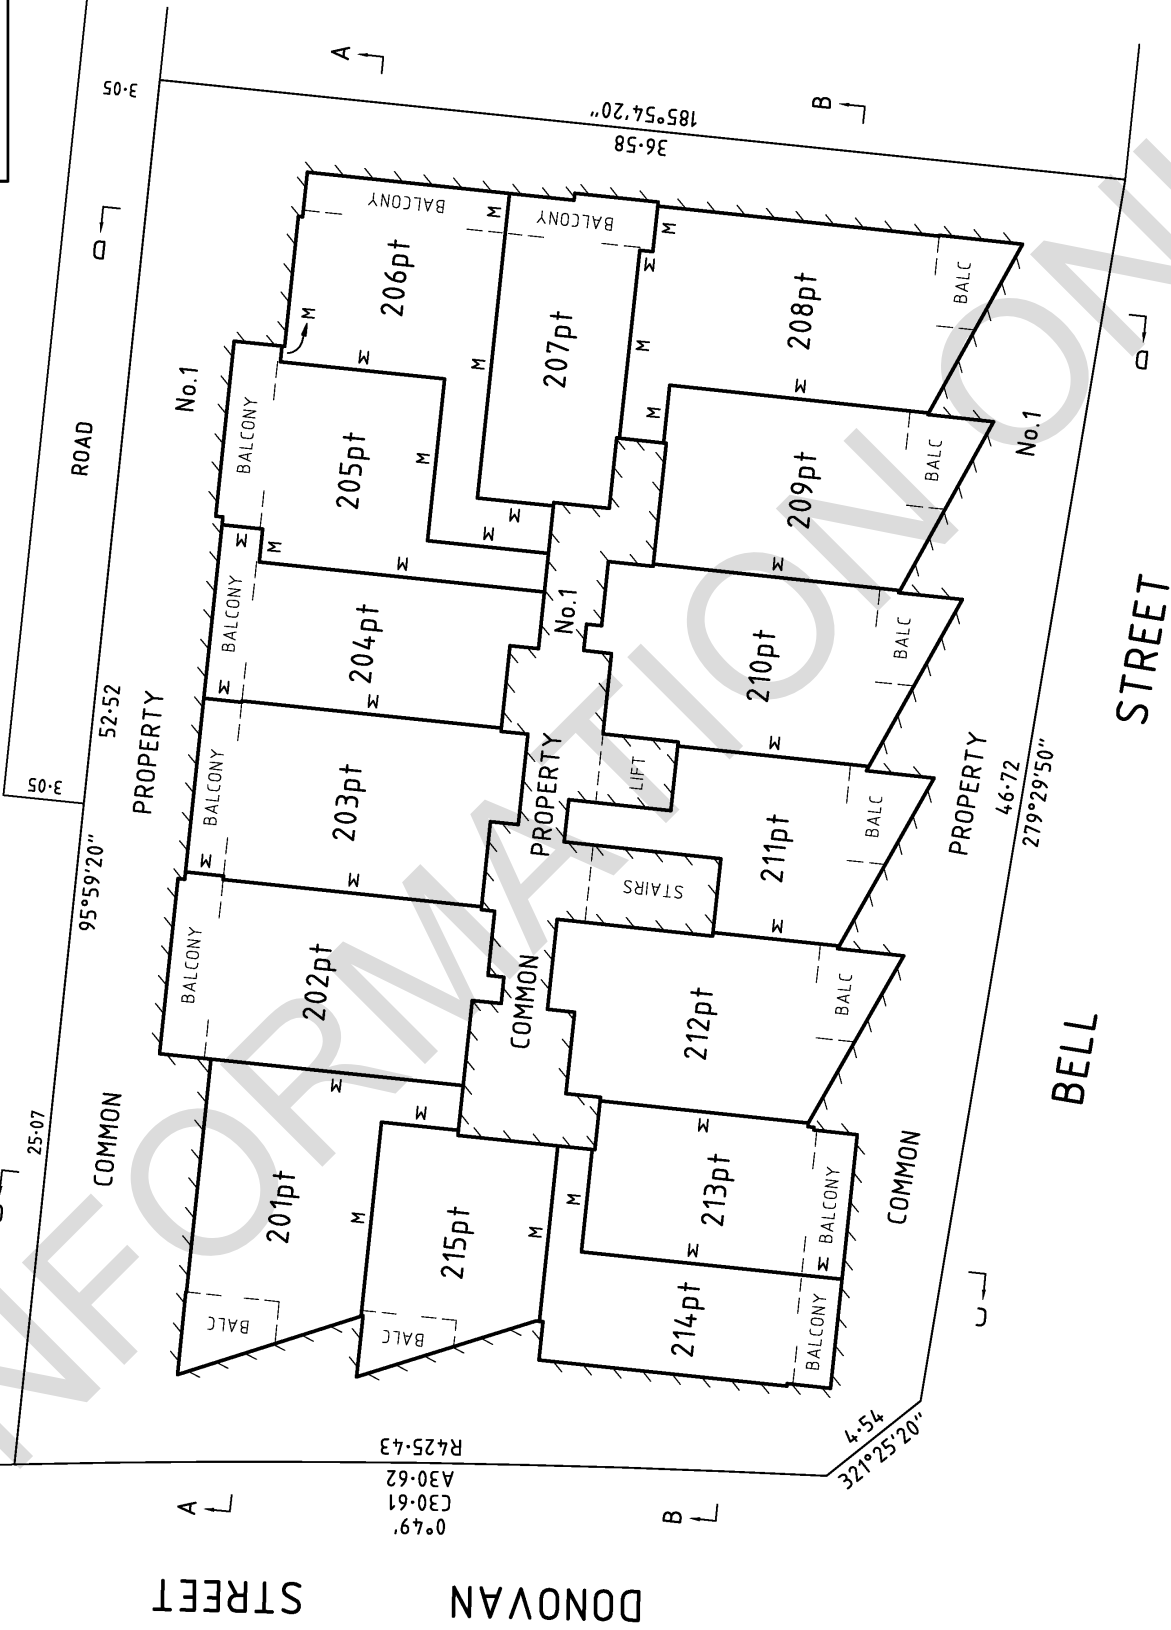 A
3·05
B
185°54'20"
36·58
D
BALCONY
M
BALCONY
206pt
M
M
M
M
207pt
M
M
208pt
BALC
D
No.1
ROAD
BALCONY
M
205pt
M
M
M
M
M
209pt
BALC
No.1
M
M
BALCONY
M
204pt
M
No.1
M
210pt
BALC
STREET
52·52
PROPERTY
3·05
BALCONY
M
203pt
M
PROPERTY
LIFT
M
211pt
BALC
PROPERTY
46·72
279°29'50"
95°59'20"
STAIRS
M
BALCONY
202pt
COMMON
212pt
BALC
BELL
25·07
COMMON
M
M
M
201pt
M
BALC
215pt
M
BALC
M
213pt
M
BALCONY
M
COMMON
214pt
BALCONY
C
4·54
321°25'20"
R425·43
A30·62
C30·61
0°49'
A
B
DONOVAN
STREET
INFORMATION ONLY